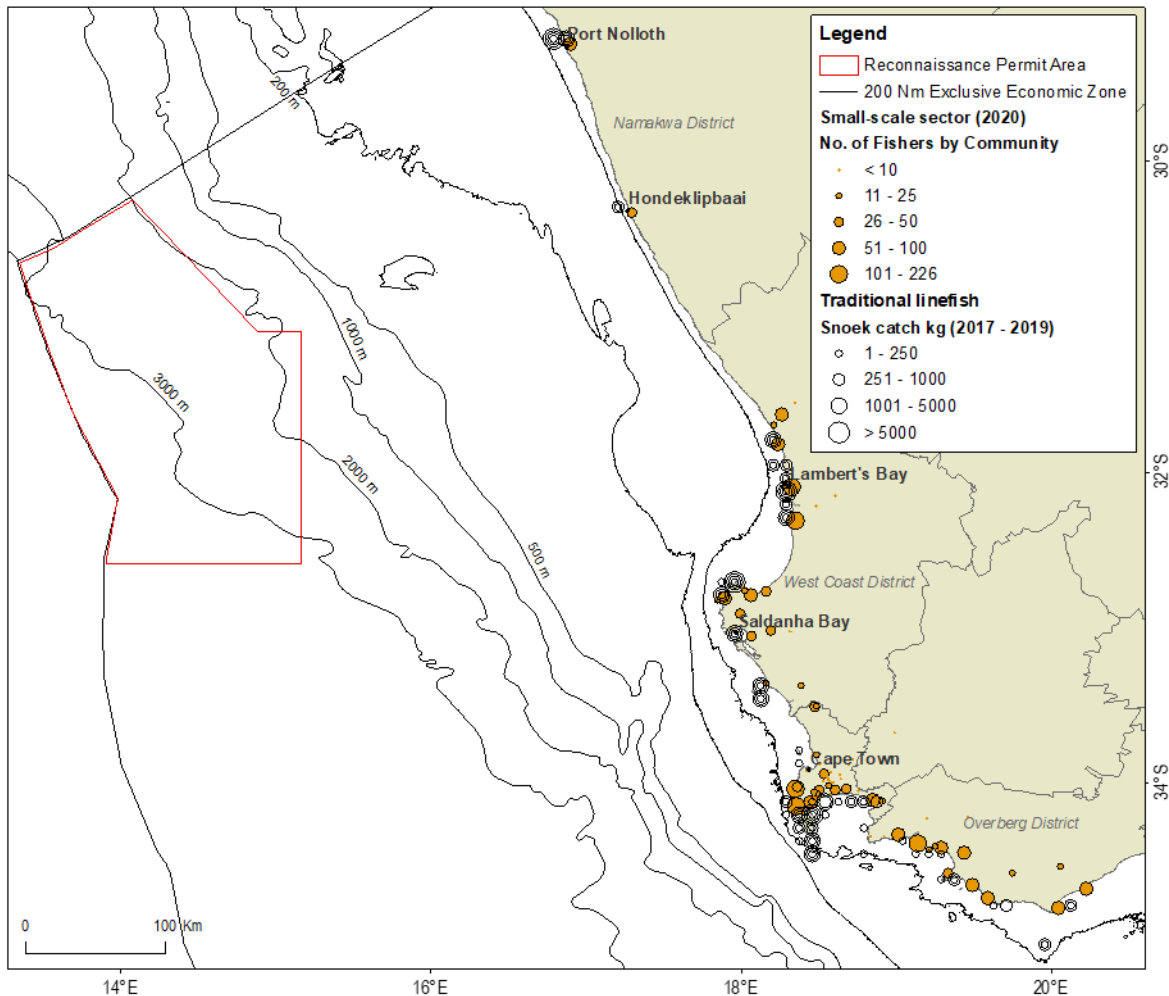 Port Nolloth
Legend
Reconnaissance Permit Area
200 Nm Exclusive Economic Zone
Small-scale sector (2020)
No. of Fishers by Community
< 10
11 - 25
26 - 50
51 - 100
101 - 226
Traditional linefish
Snoek catch kg (2017 - 2019)
1 - 250
251 - 1000
1001 - 5000
> 5000
200 m
Namakwa District
30°S
Hondeklipbaai
1000 m
3000 m
2000 m
500 m
Lambert's Bay
32°S
West Coast District
Saldanha Bay
Cape Town
34°S
Overberg District
0 100 Km
14°E 16°E 18°E 20°E